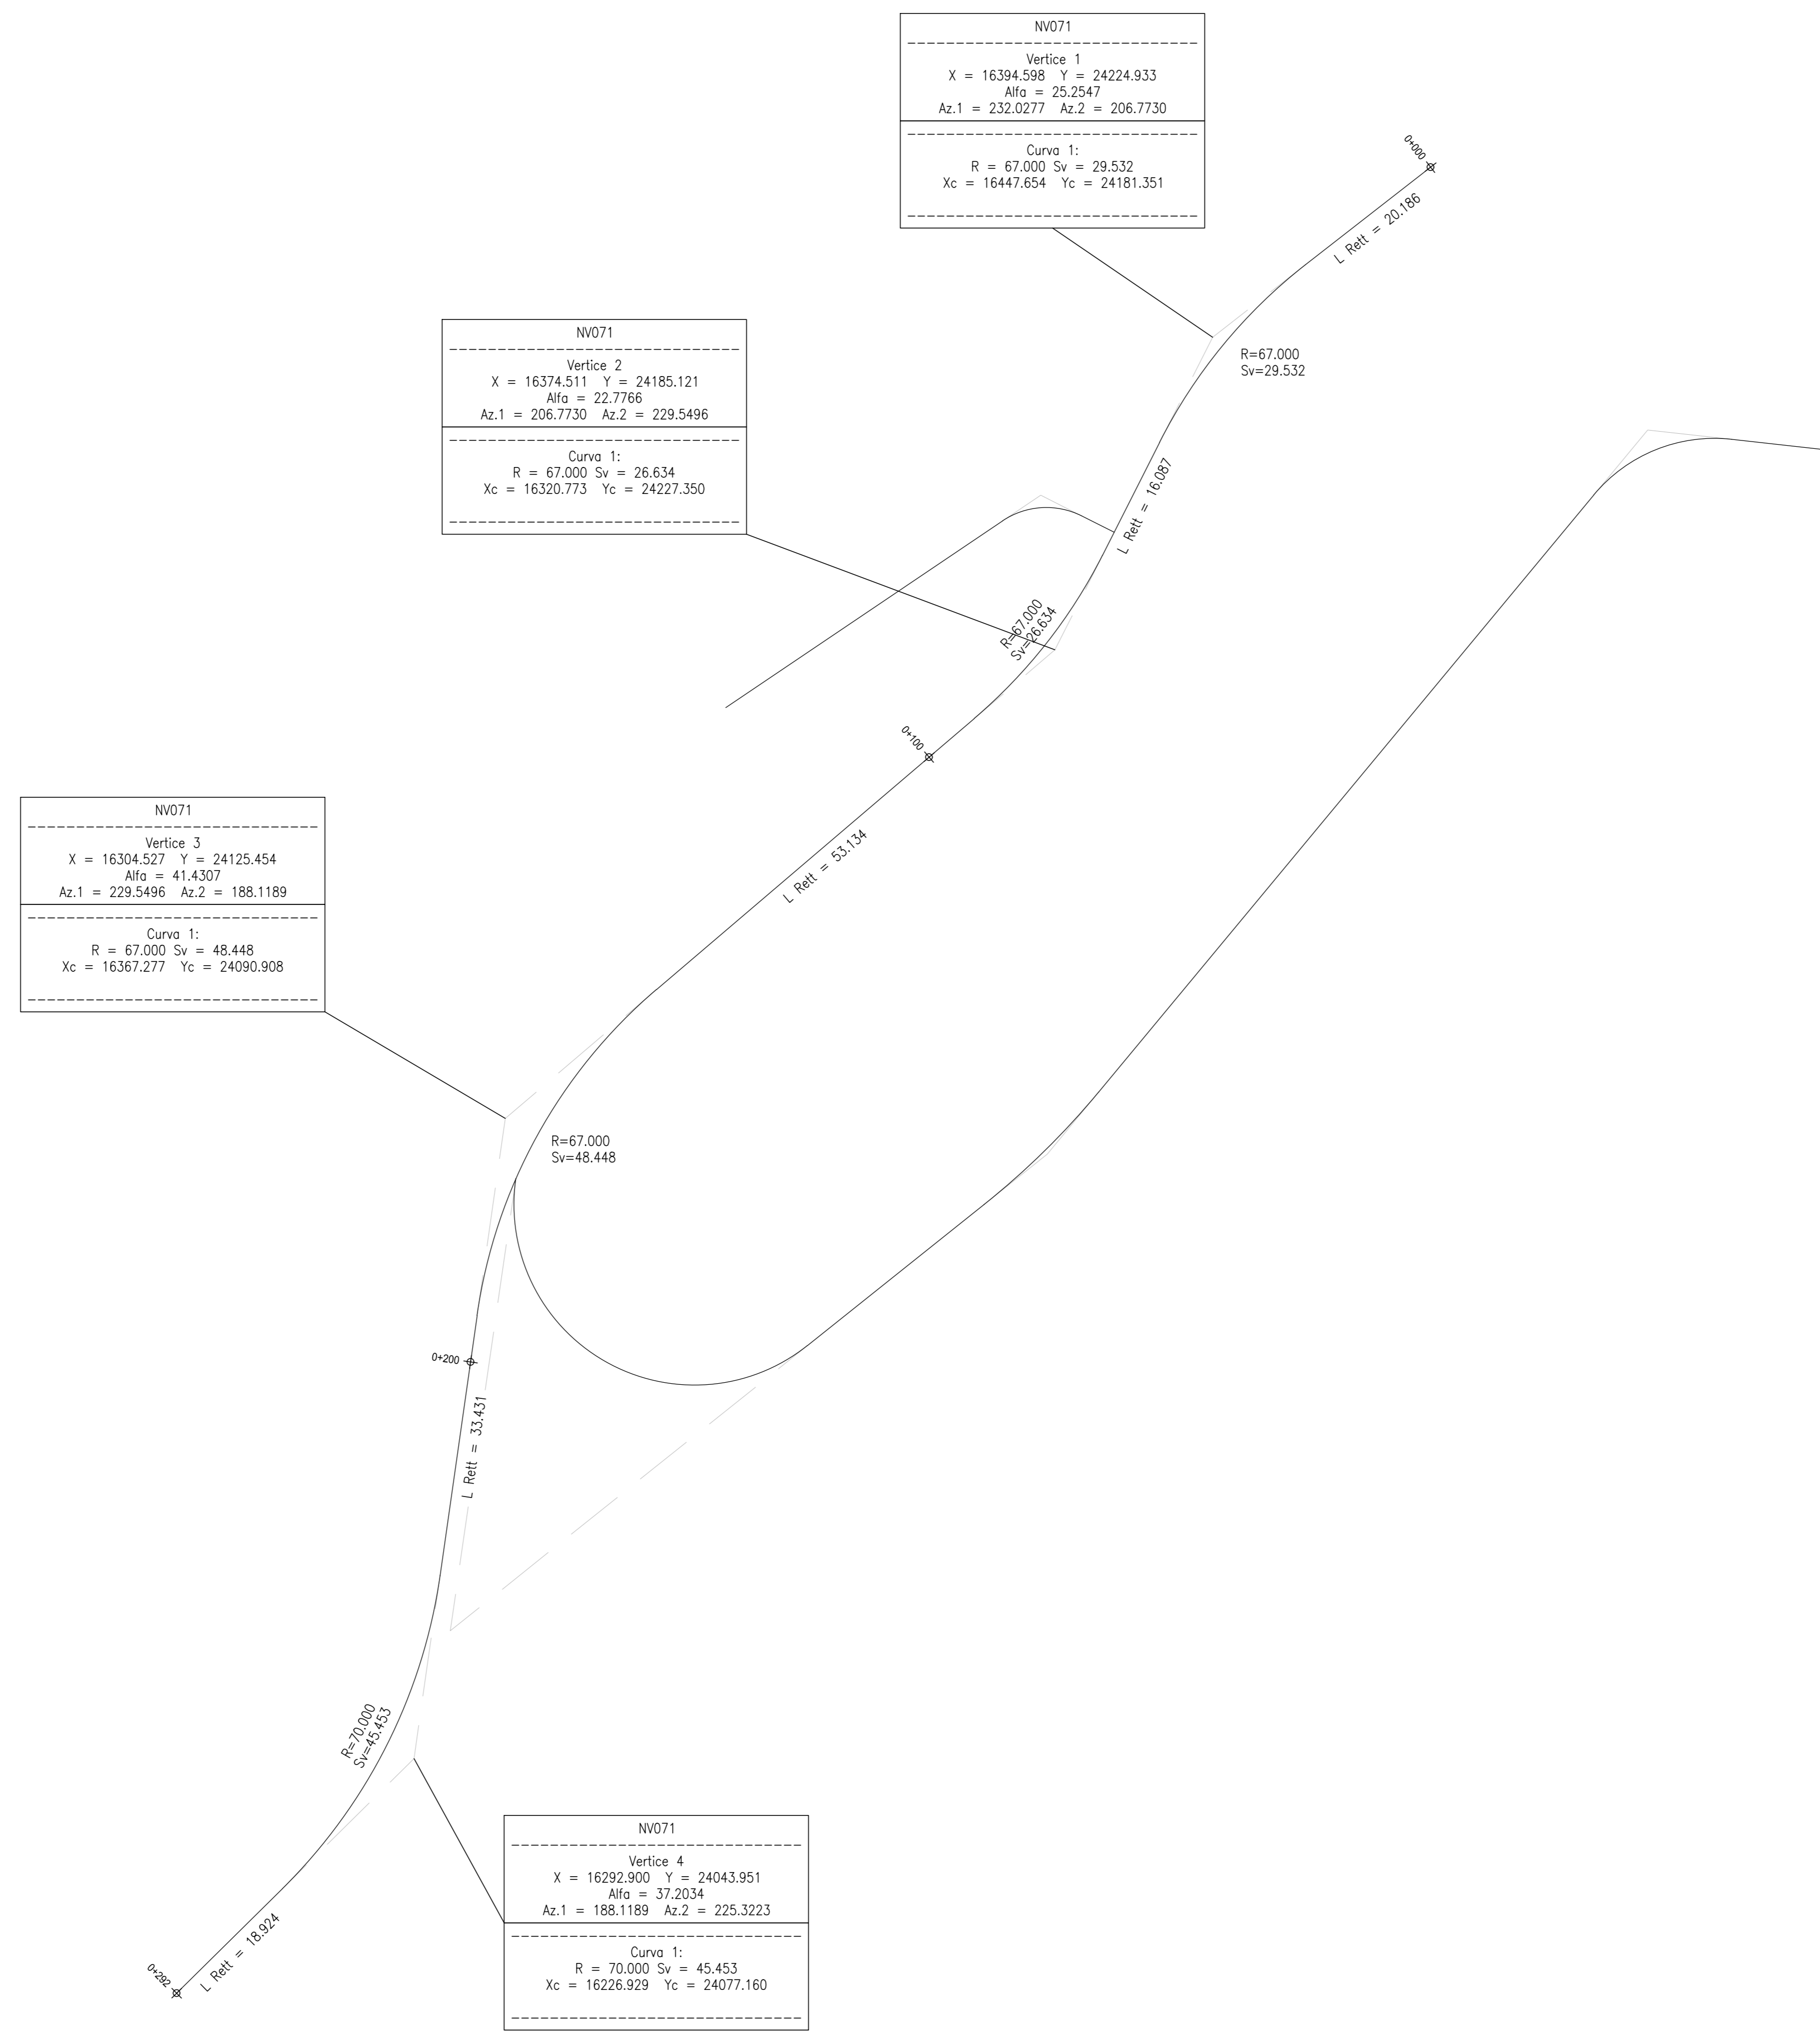 NV071
Vertice 1
X = 16394.598 Y = 24224.933
Alfa = 25.2547
Az.1 = 232.0277 Az.2 = 206.7730
Curva 1:
R = 67.000 Sv = 29.532
Xc = 16447.654 Yc = 24181.351
0+000
L Rett = 20.186
R=67.000
Sv=29.532
NV071
Vertice 2
X = 16374.511 Y = 24185.121
Alfa = 22.7766
Az.1 = 206.7730 Az.2 = 229.5496
Curva 1:
R = 67.000 Sv = 26.634
Xc = 16320.773 Yc = 24227.350
L Rett = 16.087
R=67.000
Sv=26.634
0+100
L Rett = 53.134
NV071
Vertice 3
X = 16304.527 Y = 24125.454
Alfa = 41.4307
Az.1 = 229.5496 Az.2 = 188.1189
Curva 1:
R = 67.000 Sv = 48.448
Xc = 16367.277 Yc = 24090.908
R=67.000
Sv=48.448
0+200
L Rett = 33.431
R=70.000
Sv=45.453
NV071
Vertice 4
X = 16292.900 Y = 24043.951
Alfa = 37.2034
Az.1 = 188.1189 Az.2 = 225.3223
Curva 1:
R = 70.000 Sv = 45.453
Xc = 16226.929 Yc = 24077.160
L Rett = 18.924
0+292